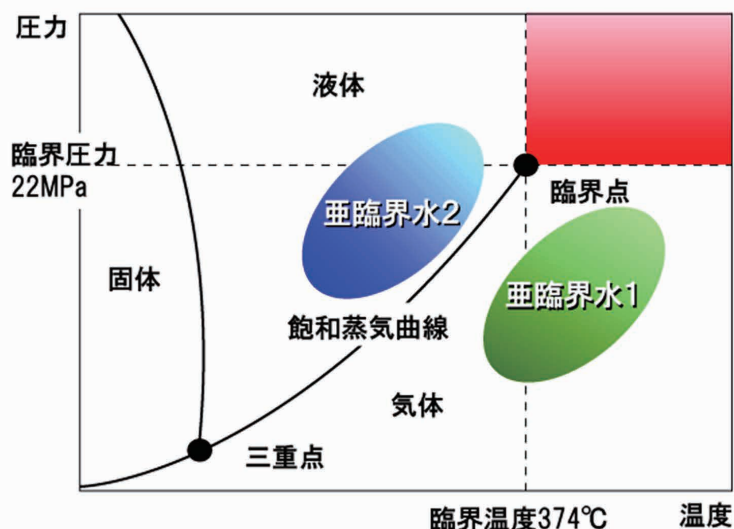 圧力
液体
臨界圧力
22MPa
臨界点
亜臨界水2
固体
亜臨界水1
飽和蒸気曲線
気体
三重点
臨界温度374℃
温度